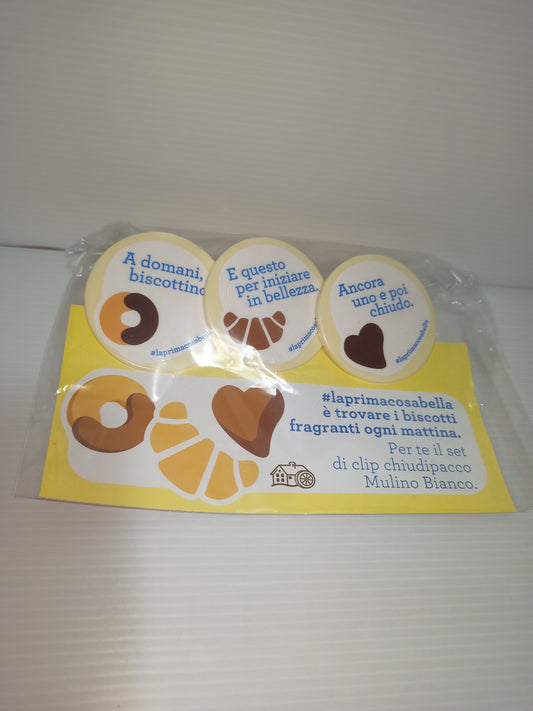 A domani,
biscottino
#laprimacosabella
E questo
per iniziare
in bellezza.
#laprimacosa
Ancora
uno e poi
chiudo.
#laprimacosabella
#laprimacosabella
è trovare i biscotti
fragranti ogni mattina.
Per te il set
di clip chiudipacco
Mulino Bianco.